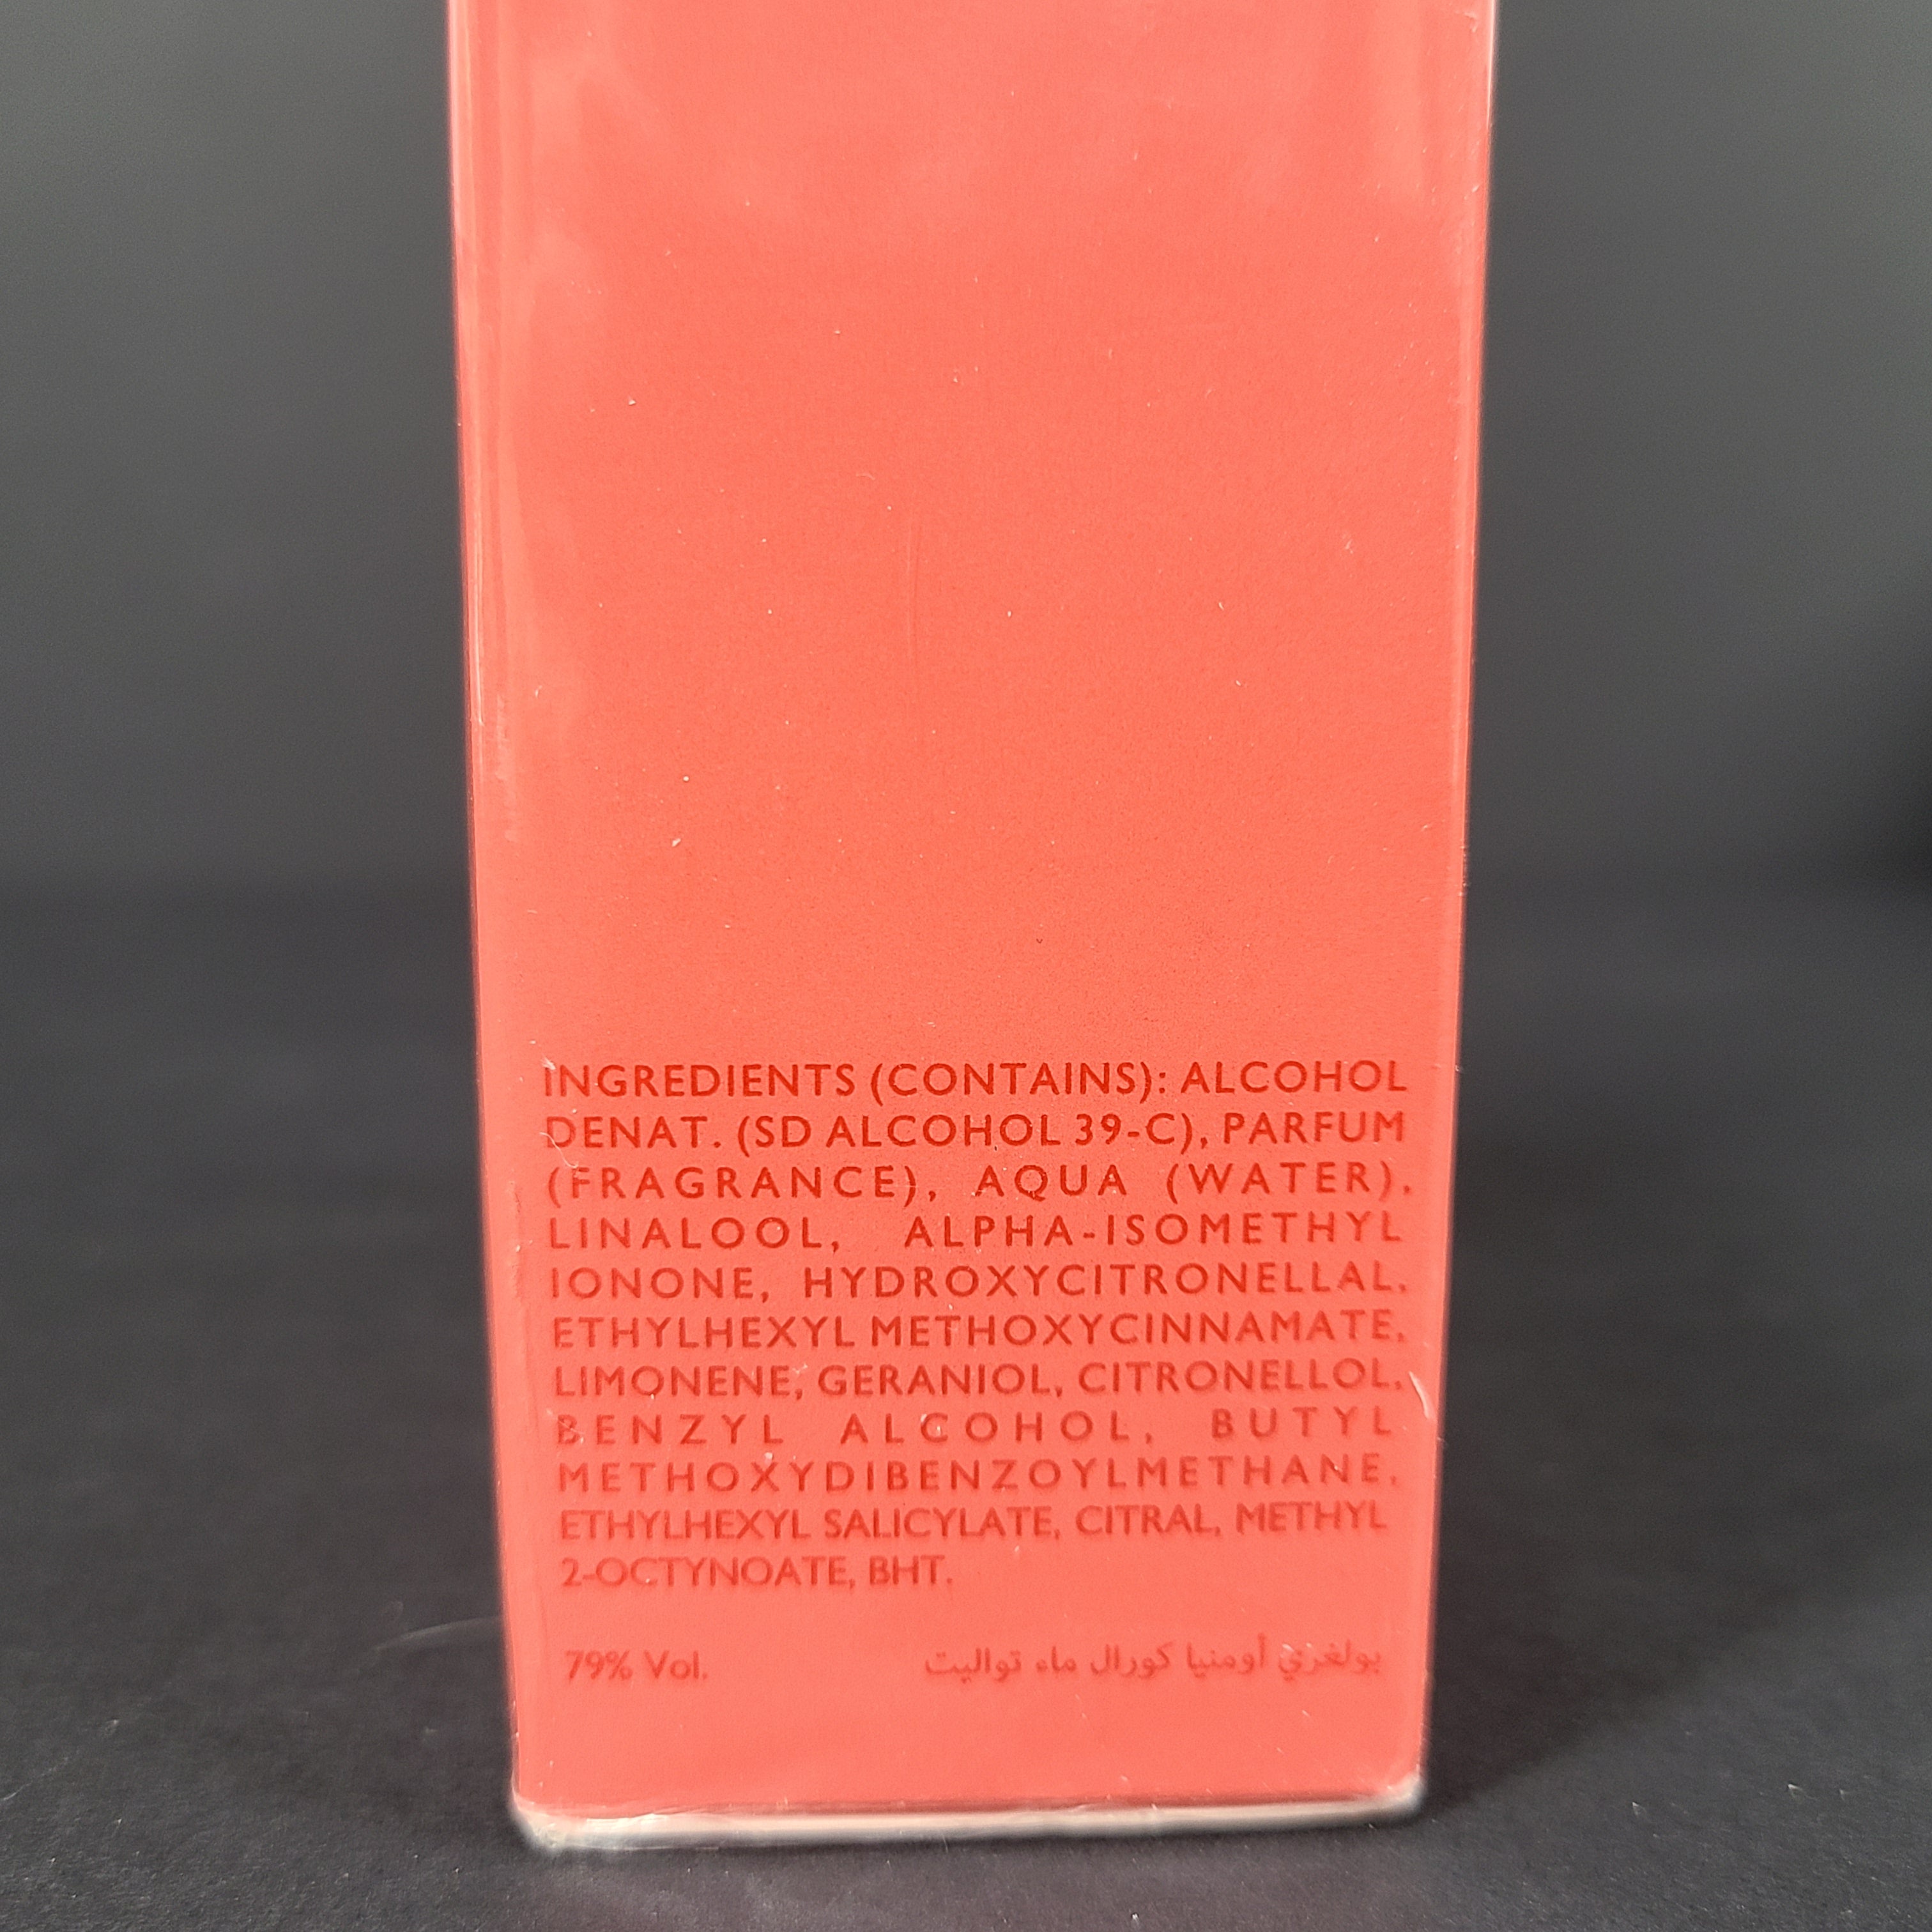 INGREDIENTS (CONTAINS): ALCOHOL
DENAT. (SD ALCOHOL 39-C), PARFUM
(FRAGRANCE), AQUA (WATER),
LINALOOL, ALPHA-ISOMETHYL
IONONE, HYDROXYCITRONELLAL,
ETHYLHEXYL METHOXYCINNAMATE,
LIMONENE, GERANIOL, CITRONELLOL,
BENZYL ALCOHOL, BUTYL
METHOXYDIBENZOYLMETHANE,
ETHYLHEXYL SALICYLATE, CITRAL, METHYL
2-OCTYNOATE, BHT.
79% Vol.
بولغري أومنيا كورال ماء تواليت